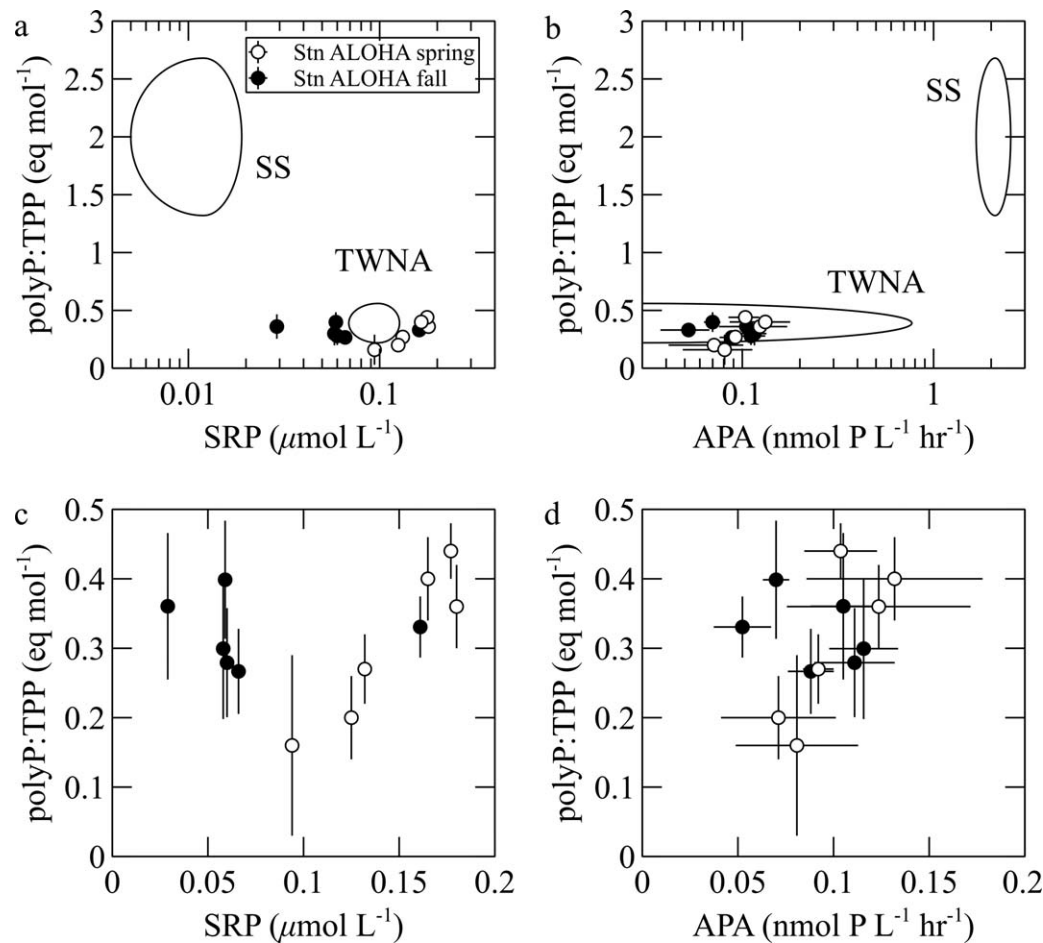 a
3
2.5
2
1.5
1
0.5
0
polyP:TPP (eq mol⁻¹)
Stn ALOHA spring
Stn ALOHA fall
SS
TWNA
0.01
0.1
SRP (μmol L⁻¹)
b
3
2.5
2
1.5
1
0.5
0
polyP:TPP (eq mol⁻¹)
SS
TWNA
0.1
1
APA (nmol P L⁻¹ hr⁻¹)
c
0.5
0.4
0.3
0.2
0.1
0
polyP:TPP (eq mol⁻¹)
0
0.05
0.1
0.15
0.2
SRP (μmol L⁻¹)
d
0.5
0.4
0.3
0.2
0.1
0
polyP:TPP (eq mol⁻¹)
0
0.05
0.1
0.15
0.2
APA (nmol P L⁻¹ hr⁻¹)